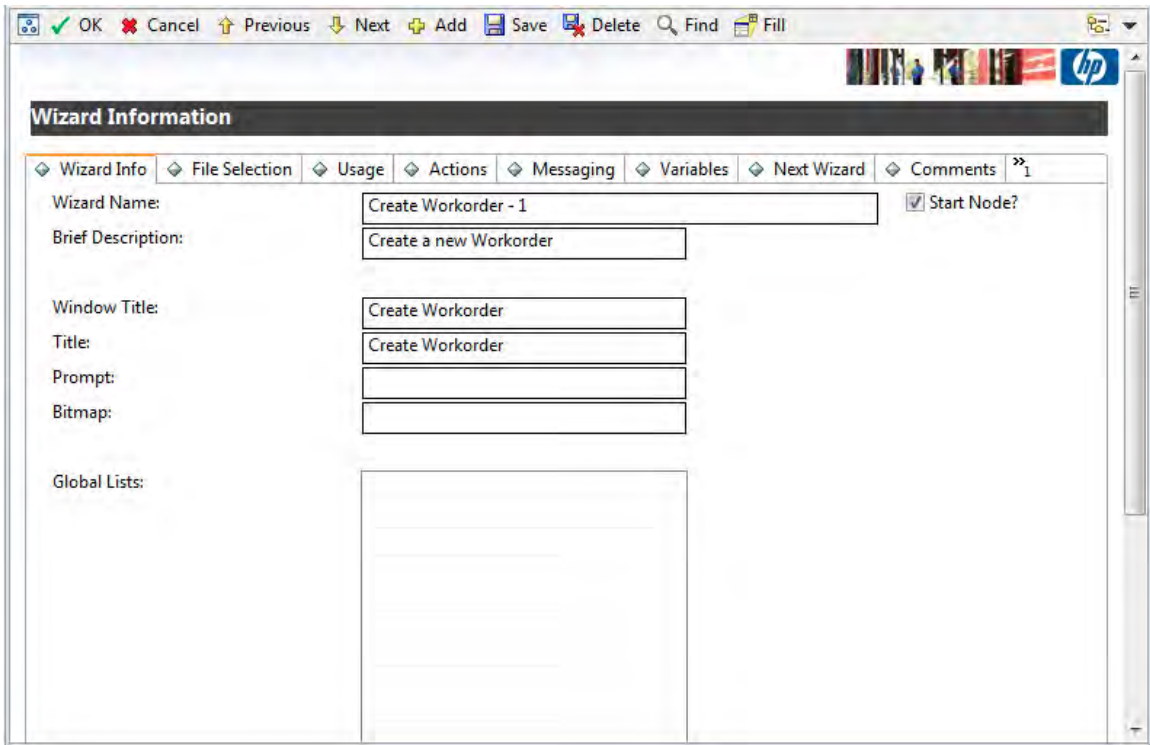 OK Cancel Previous Next Add Save Delete Find Fill
hp
Wizard Information
Wizard Info File Selection Usage Actions Messaging Variables Next Wizard Comments »1
Wizard Name: Create Workorder - 1 Start Node?
Brief Description: Create a new Workorder
Window Title: Create Workorder
Title: Create Workorder
Prompt:
Bitmap:
Global Lists: